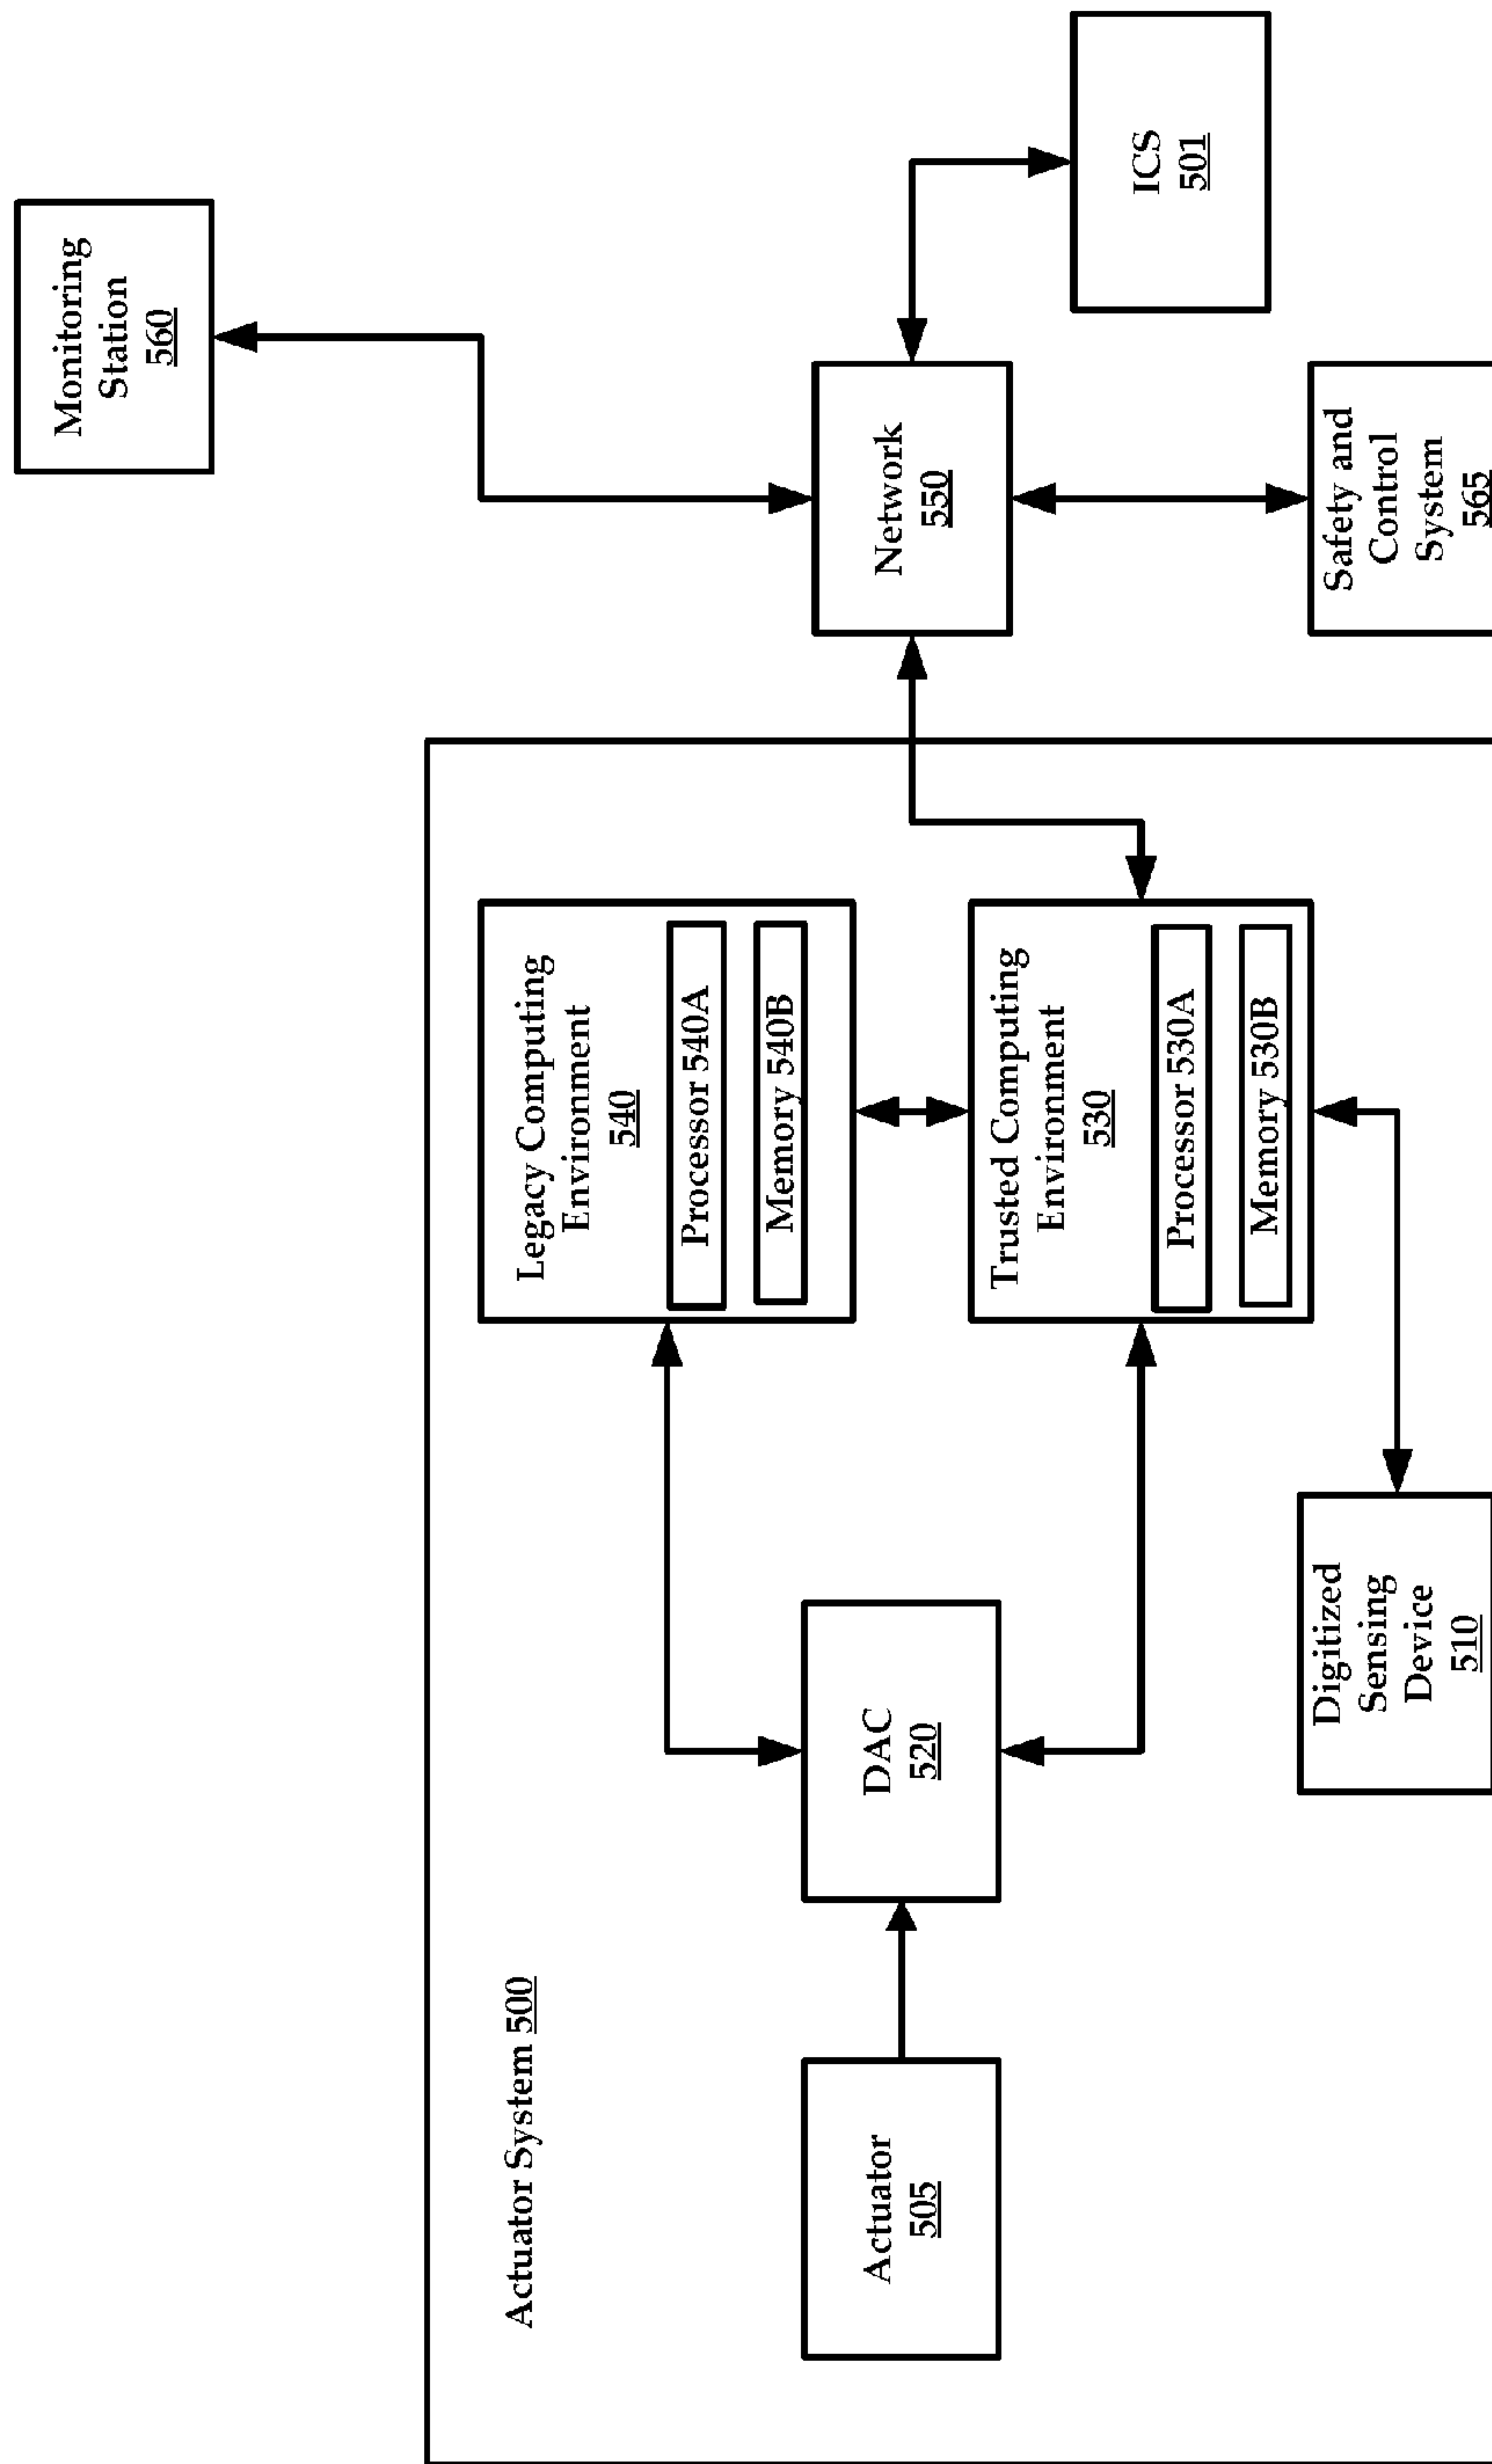 Actuator System 500
Actuator
505
DAC
520
Legacy Computing
Environment
540
Processor 540A
Memory 540B
Trusted Computing
Environment
530
Processor 530A
Memory 530B
Digitized
Sensing
Device
510
Monitoring
Station
560
Network
550
ICS
501
Safety and
Control
System
565